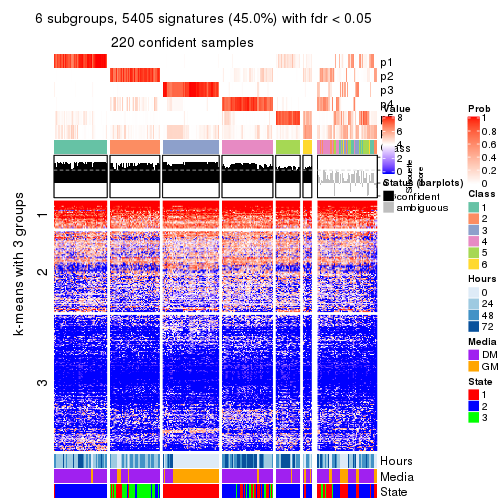 6 subgroups, 5405 signatures (45.0%) with fdr < 0.05
220 confident samples
p1
p2
p3
p4
Value
8
6
4
2
0
Silhouette
score
Status (barplots)
confident
ambiguous
k-means with 3 groups
1
2
3
Hours
Media
State
Prob
1
0.8
0.6
0.4
0.2
0
Class
1
2
3
4
5
6
Hours
0
24
48
72
Media
DM
GM
State
1
2
3